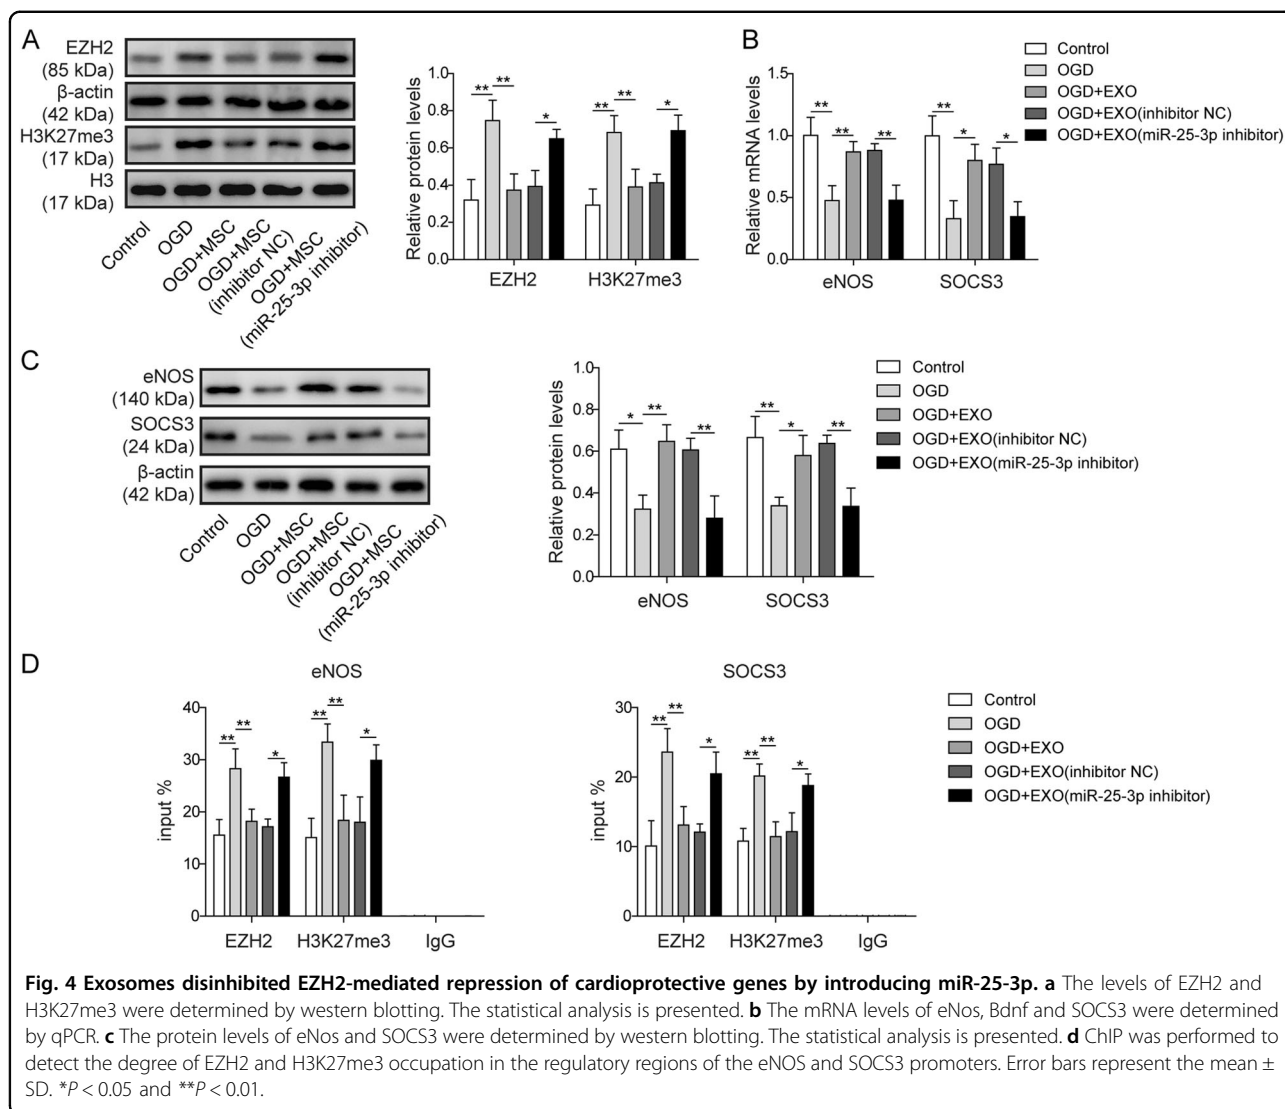 A
EZH2
(85 kDa)
β-actin
(42 kDa)
H3K27me3
(17 kDa)
H3
(17 kDa)
Control
OGD
OGD+MSC
OGD+MSC
(inhibitor NC)
OGD+MSC
(miR-25-3p inhibitor)
Relative protein levels
1.0
0.8
0.6
0.4
0.2
0.0
** ** *
** ** *
EZH2 H3K27me3
B
Relative mRNA levels
1.5
1.0
0.5
0.0
** ** **
** * *
eNOS SOCS3
Control
OGD
OGD+EXO
OGD+EXO(inhibitor NC)
OGD+EXO(miR-25-3p inhibitor)
C
eNOS
(140 kDa)
SOCS3
(24 kDa)
β-actin
(42 kDa)
Control
OGD
OGD+MSC
OGD+MSC
(inhibitor NC)
OGD+MSC
(miR-25-3p inhibitor)
Relative protein levels
1.0
0.8
0.6
0.4
0.2
0.0
* ** **
** * **
eNOS SOCS3
Control
OGD
OGD+EXO
OGD+EXO(inhibitor NC)
OGD+EXO(miR-25-3p inhibitor)
D
eNOS
input %
40
30
20
10
0
** ** *
** ** *
EZH2 H3K27me3 IgG
SOCS3
input %
30
20
10
0
** ** *
** ** *
EZH2 H3K27me3 IgG
Control
OGD
OGD+EXO
OGD+EXO(inhibitor NC)
OGD+EXO(miR-25-3p inhibitor)
Fig. 4 Exosomes disinhibited EZH2-mediated repression of cardioprotective genes by introducing miR-25-3p. a The levels of EZH2 and
H3K27me3 were determined by western blotting. The statistical analysis is presented. b The mRNA levels of eNos, Bdnf and SOCS3 were determined
by qPCR. c The protein levels of eNos and SOCS3 were determined by western blotting. The statistical analysis is presented. d ChIP was performed to
detect the degree of EZH2 and H3K27me3 occupation in the regulatory regions of the eNOS and SOCS3 promoters. Error bars represent the mean ±
SD. *P < 0.05 and **P < 0.01.